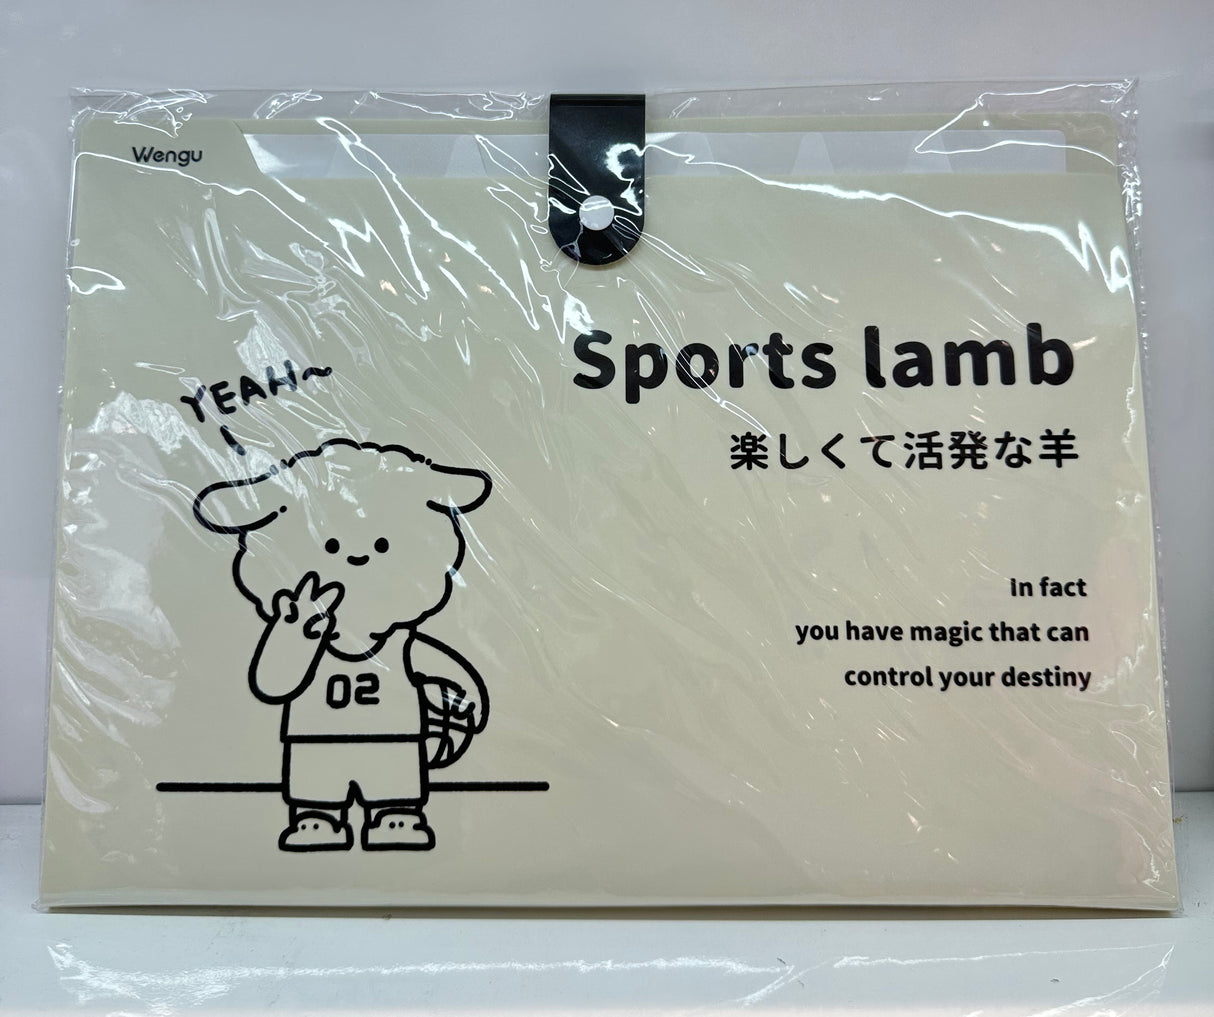 Wengu
Sports lamb
楽しくて活発な羊
YEAH~
In fact
you have magic that can
control your destiny
02